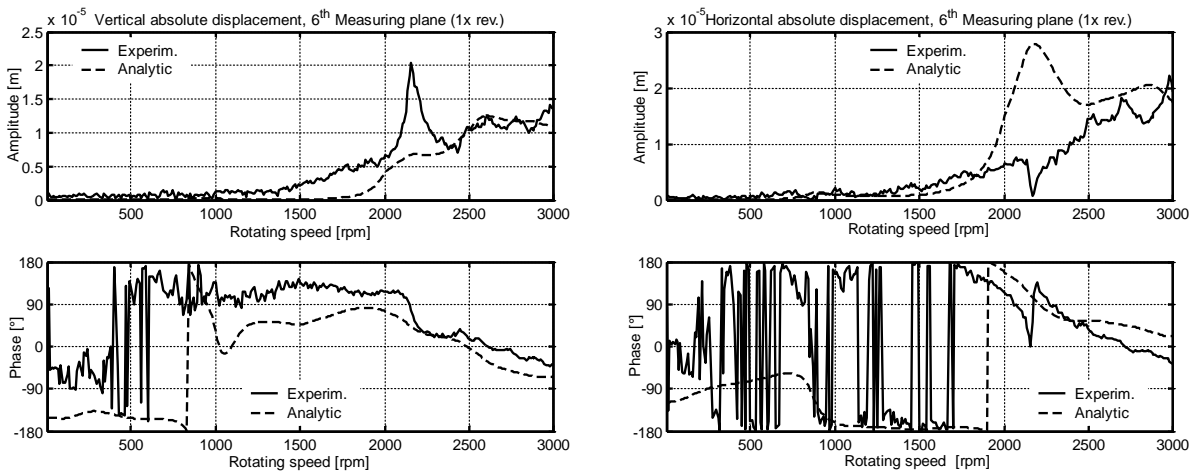 x 10-5 Vertical absolute displacement, 6th Measuring plane (1x rev.)
2.5
2
1.5
1
0.5
0
Amplitude [m]
Experim.
Analytic
500 1000 1500 2000 2500 3000
Rotating speed [rpm]
180
90
0
-90
-180
Phase [°]
Experim.
Analytic
500 1000 1500 2000 2500 3000
Rotating speed [rpm]
x 10-5 Horizontal absolute displacement, 6th Measuring plane (1x rev.)
3
2
1
0
Amplitude [m]
Experim.
Analytic
500 1000 1500 2000 2500 3000
Rotating speed [rpm]
180
90
0
-90
-180
Phase [°]
Experim.
Analytic
500 1000 1500 2000 2500 3000
Rotating speed [rpm]